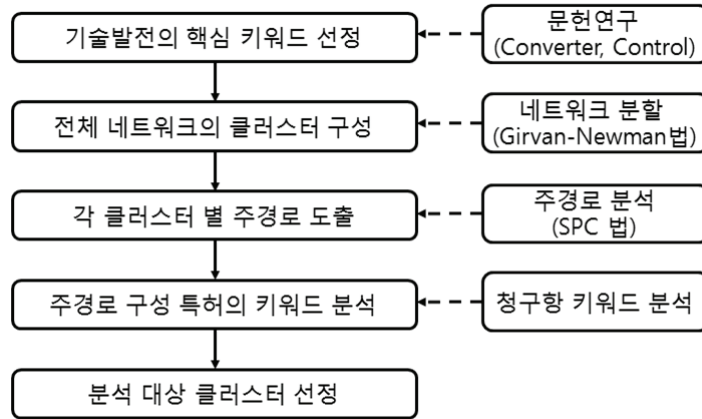 기술발전의 핵심 키워드 선정
문헌연구
(Converter, Control)
전체 네트워크의 클러스터 구성
네트워크 분할
(Girvan-Newman법)
각 클러스터 별 주경로 도출
주경로 분석
(SPC 법)
주경로 구성 특허의 키워드 분석
청구항 키워드 분석
분석 대상 클러스터 선정